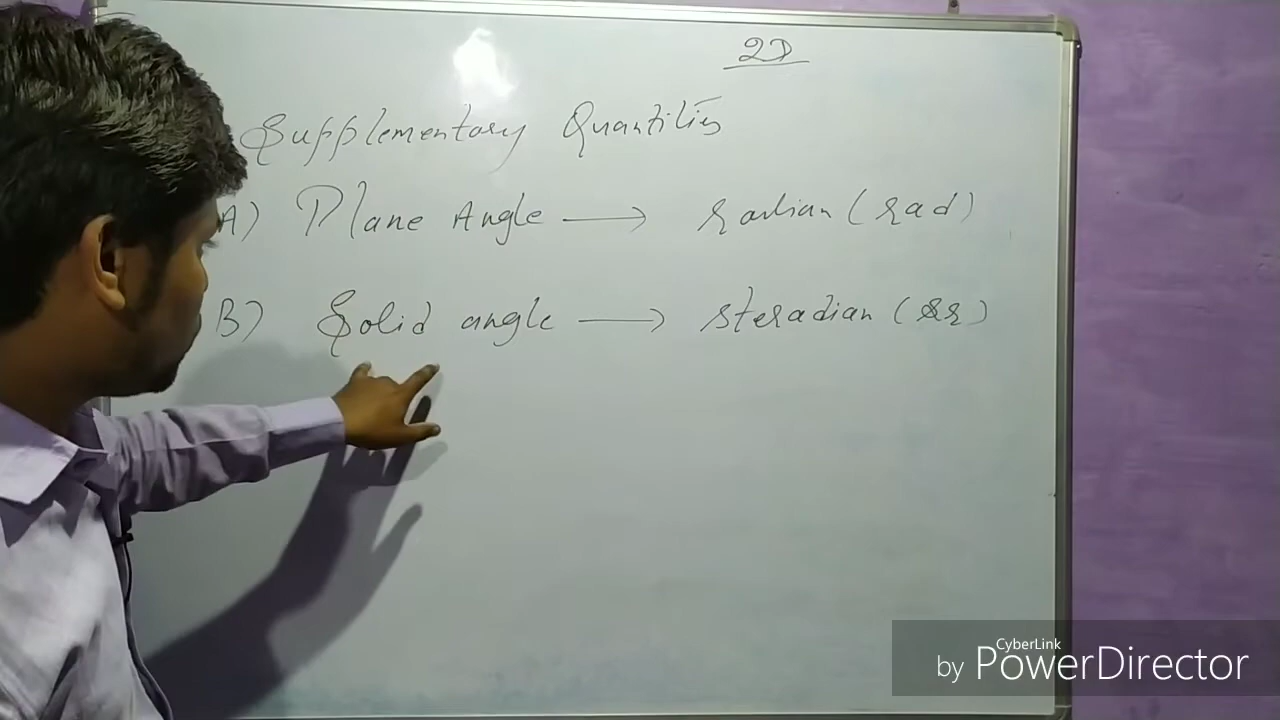 2D
Supplementary Quantities
A) Plane Angle → radian (rad)
B) Solid angle → steradian (sr)
CyberLink
by PowerDirector